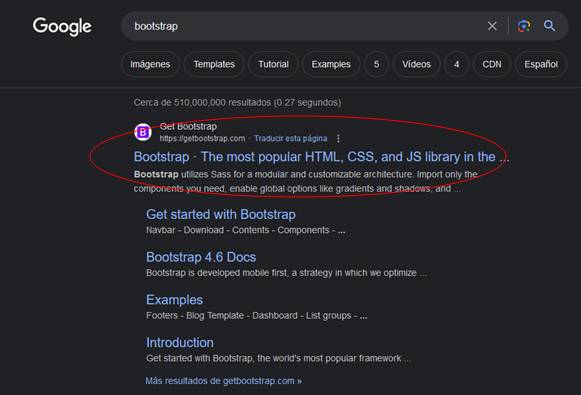 Google
bootstrap
Imágenes Templates Tutorial Examples 5 Vídeos 4 CDN Español
Cerca de 510,000,000 resultados (0.27 segundos)
B
Get Bootstrap
https://getbootstrap.com · Traducir esta página
Bootstrap · The most popular HTML, CSS, and JS library in the ...
Bootstrap utilizes Sass for a modular and customizable architecture. Import only the
components you need, enable global options like gradients and shadows, and ...
Get started with Bootstrap
Navbar - Download - Contents - Components - ...
Bootstrap 4.6 Docs
Bootstrap is developed mobile first, a strategy in which we optimize ...
Examples
Footers - Blog Template - Dashboard - List groups - ...
Introduction
Get started with Bootstrap, the world's most popular framework ...
Más resultados de getbootstrap.com »